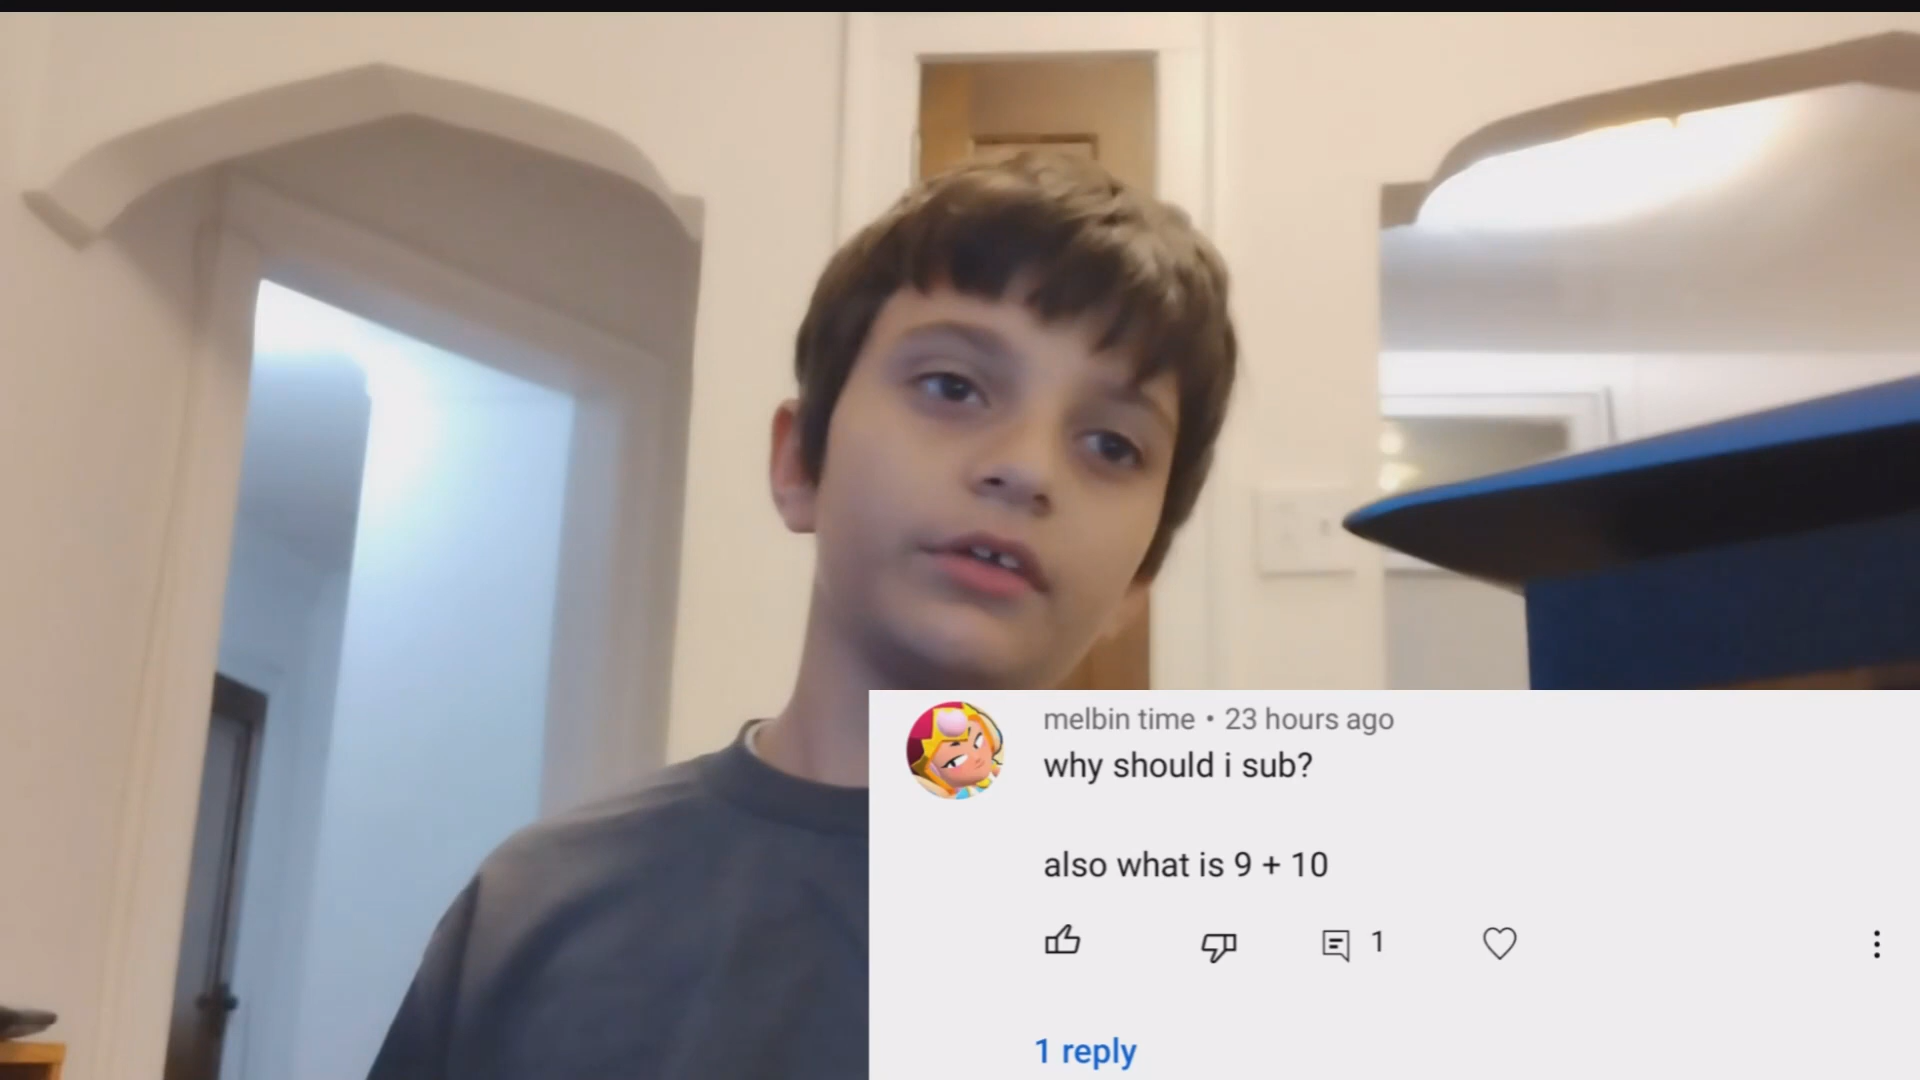 melbin time • 23 hours ago
why should i sub?
also what is 9 + 10
1
1 reply